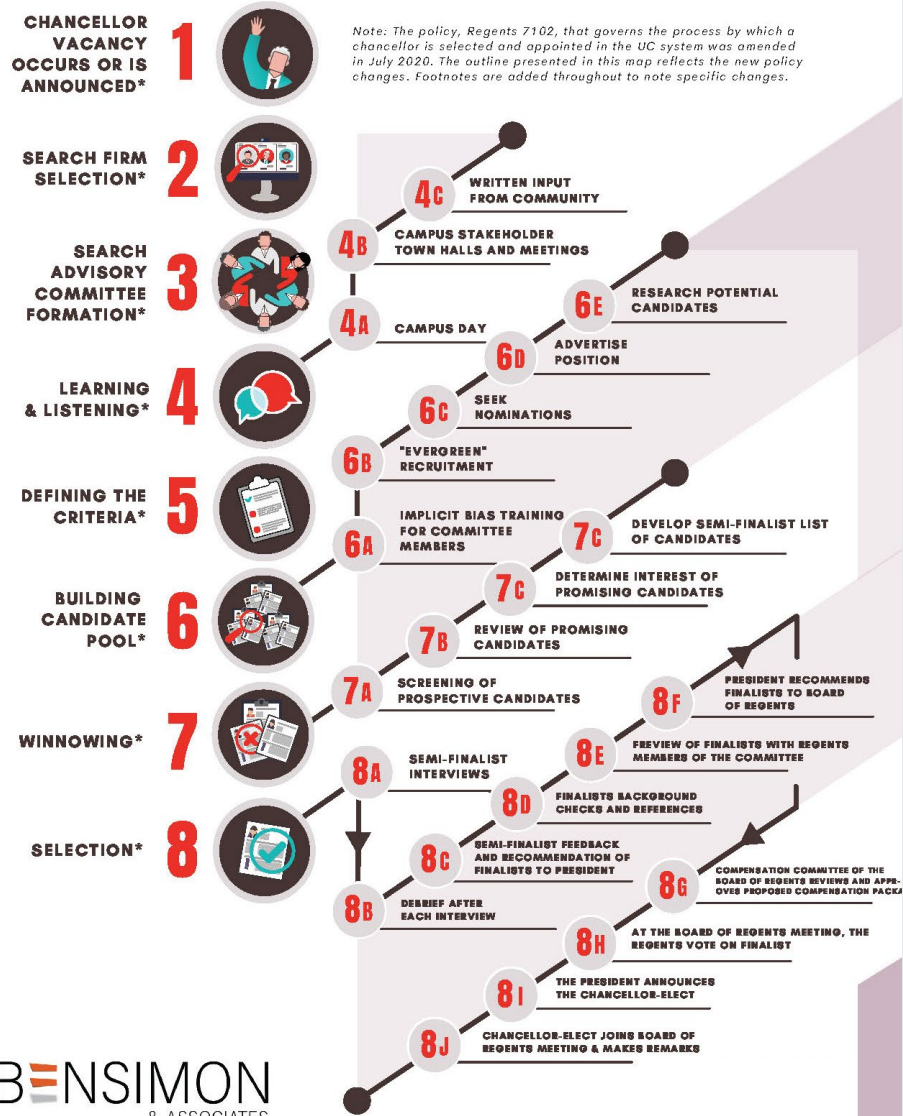 CHANCELLOR
VACANCY
OCCURS OR IS
ANNOUNCED*
1
Note: The policy, Regents 7102, that governs the process by which a
chancellor is selected and appointed in the UC system was amended
in July 2020. The outline presented in this map reflects the new policy
changes. Footnotes are added throughout to note specific changes.
SEARCH FIRM
SELECTION*
2
SEARCH
ADVISORY
COMMITTEE
FORMATION*
3
LEARNING
& LISTENING*
4
4C
WRITTEN INPUT
FROM COMMUNITY
4B
CAMPUS STAKEHOLDER
TOWN HALLS AND MEETINGS
4A
CAMPUS DAY
DEFINING THE
CRITERIA*
5
BUILDING
CANDIDATE
POOL*
6
6E
RESEARCH POTENTIAL
CANDIDATES
6D
ADVERTISE
POSITION
6C
SEEK
NOMINATIONS
6B
"EVERGREEN"
RECRUITMENT
6A
IMPLICIT BIAS TRAINING
FOR COMMITTEE
MEMBERS
WINNOWING*
7
7C
DEVELOP SEMI-FINALIST LIST
OF CANDIDATES
7C
DETERMINE INTEREST OF
PROMISING CANDIDATES
7B
REVIEW OF PROMISING
CANDIDATES
7A
SCREENING OF
PROSPECTIVE CANDIDATES
SELECTION*
8
8A
SEMI-FINALIST
INTERVIEWS
8B
DEBRIEF AFTER
EACH INTERVIEW
8C
SEMI-FINALIST FEEDBACK
AND RECOMMENDATION OF
FINALISTS TO PRESIDENT
8D
FINALISTS BACKGROUND
CHECKS AND REFERENCES
8E
FREVIEW OF FINALISTS WITH REGENTS
MEMBERS OF THE COMMITTEE
8F
PRESIDENT RECOMMENDS
FINALISTS TO BOARD
OF REGENTS
8G
COMPENSATION COMMITTEE OF THE
BOARD OF REGENTS REVIEWS AND APPR-
OVES PROPOSED COMPENSATION PACKA
8H
AT THE BOARD OF REGENTS MEETING, THE
REGENTS VOTE ON FINALIST
8I
THE PRESIDENT ANNOUNCES
THE CHANCELLOR-ELECT
8J
CHANCELLOR-ELECT JOINS BOARD OF
REGENTS MEETING & MAKES REMARKS
BENSIMON
& ASSOCIATES